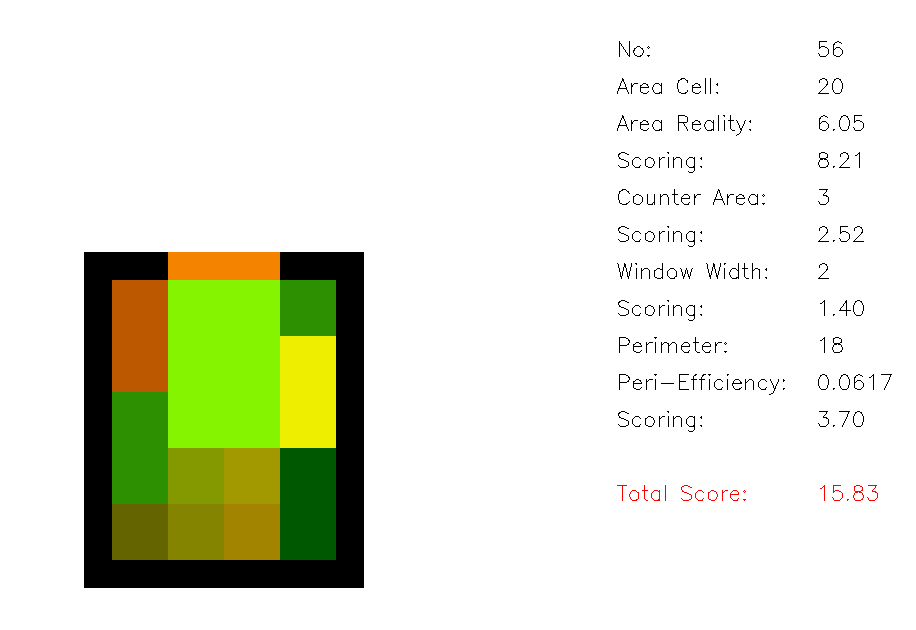 No: 56
Area Cell: 20
Area Reality: 6.05
Scoring: 8.21
Counter Area: 3
Scoring: 2.52
Window Width: 2
Scoring: 1.40
Perimeter: 18
Peri-Efficiency: 0.0617
Scoring: 3.70
Total Score: 15.83